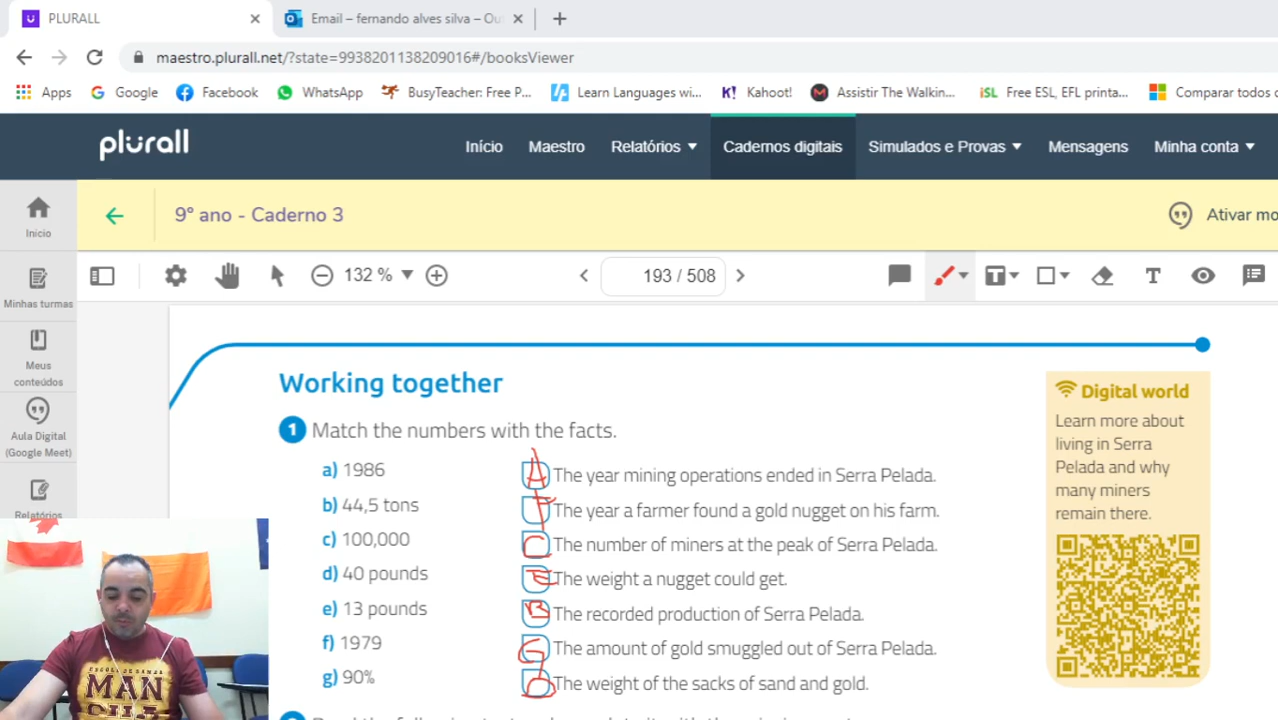 PLURALL
Email – fernando alves silva – Ou
maestro.plurall.net/?state=9938201138209016#/booksViewer
Apps Google Facebook WhatsApp BusyTeacher: Free P... Learn Languages wi... Kahoot! Assistir The Walkin... iSL Free ESL, EFL printa... Comparar todos o
plurall Início Maestro Relatórios Cadernos digitais Simulados e Provas Mensagens Minha conta
Inicio
9º ano - Caderno 3
Ativar mo
Minhas turmas
132 %
193 / 508
T
T
Meus conteúdos
Aula Digital (Google Meet)
Relatórios
Working together
1 Match the numbers with the facts.
a) 1986
b) 44,5 tons
c) 100,000
d) 40 pounds
e) 13 pounds
f) 1979
g) 90%
A The year mining operations ended in Serra Pelada.
F The year a farmer found a gold nugget on his farm.
C The number of miners at the peak of Serra Pelada.
E The weight a nugget could get.
B The recorded production of Serra Pelada.
G The amount of gold smuggled out of Serra Pelada.
D The weight of the sacks of sand and gold.
Digital world
Learn more about
living in Serra
Pelada and why
many miners
remain there.
MAN